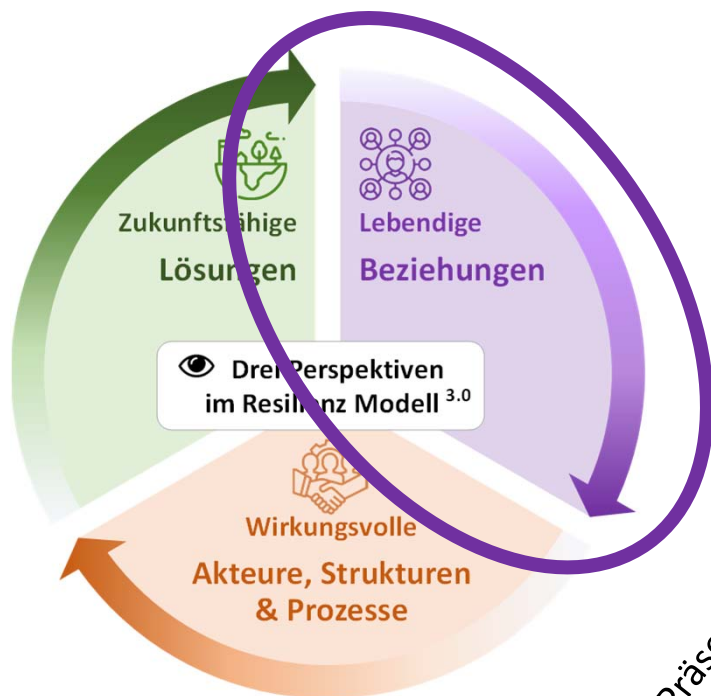 Zukunftsfähige
Lösungen
Lebendige
Beziehungen
Drei Perspektiven
im Resilienz Modell 3.0
Wirkungsvolle
Akteure, Strukturen
& Prozesse